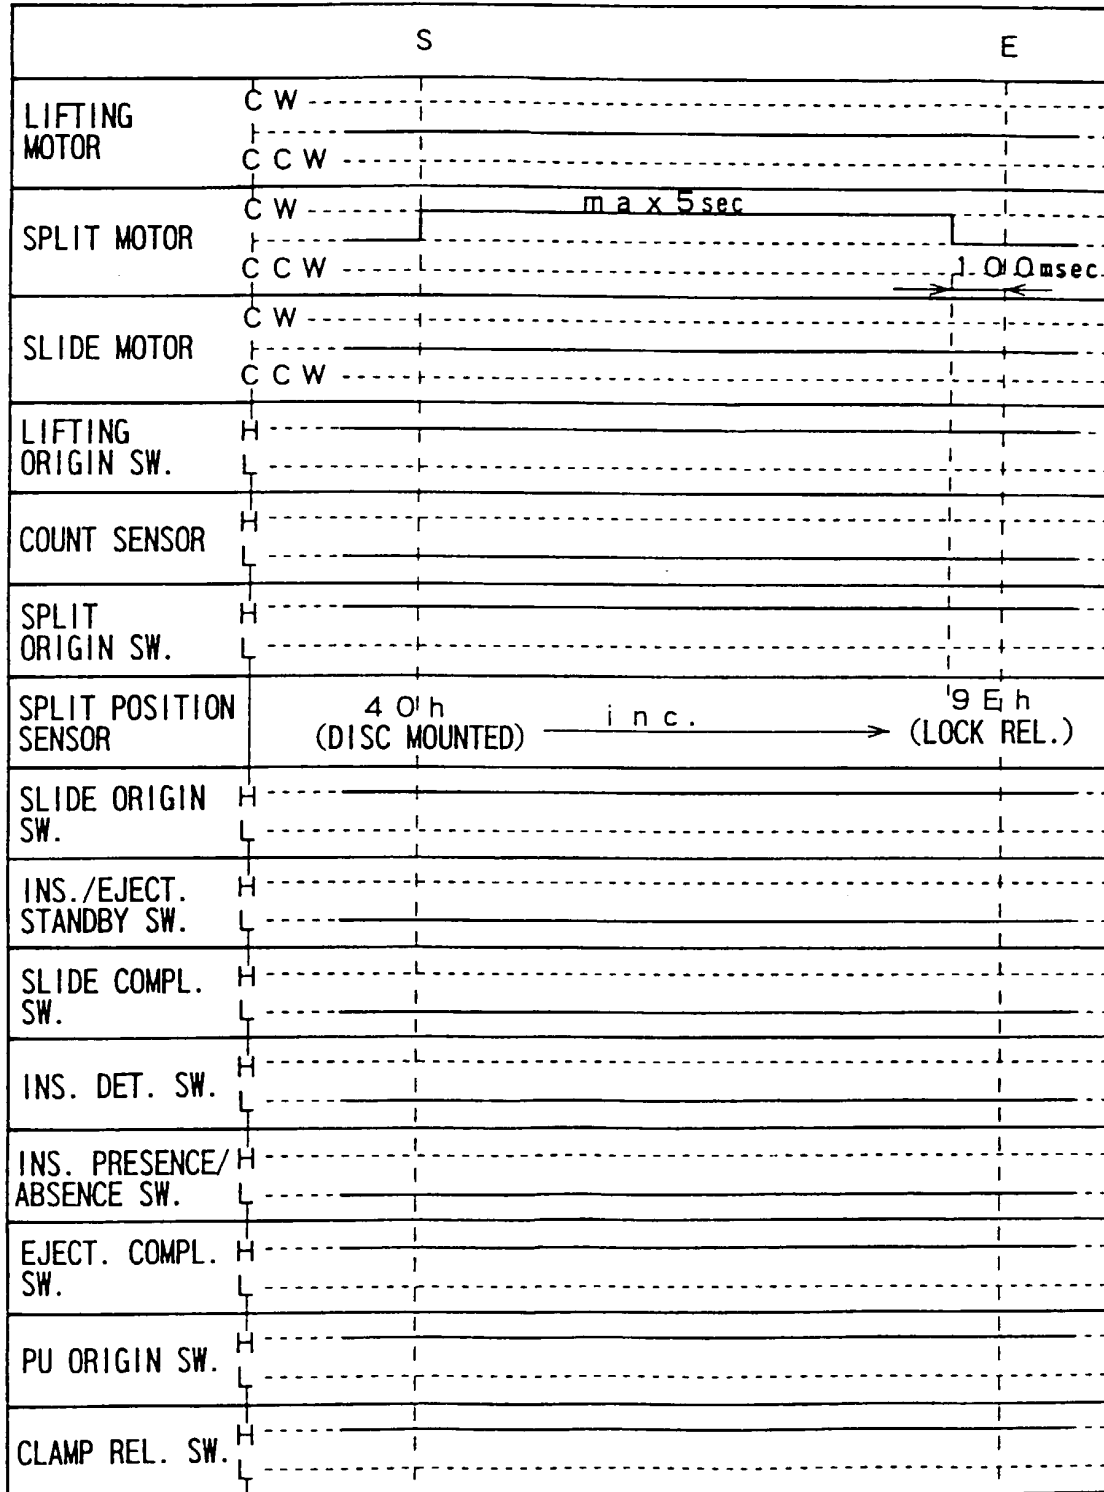 S E
LIFTING MOTOR
CW
CCW
SPLIT MOTOR
CW
max 5sec
CCW
100msec
SLIDE MOTOR
CW
CCW
LIFTING
ORIGIN SW.
H
L
COUNT SENSOR
H
L
SPLIT
ORIGIN SW.
H
L
SPLIT POSITION
SENSOR
40h
(DISC MOUNTED)
inc.
9Eh
(LOCK REL.)
SLIDE ORIGIN
SW.
H
L
INS./EJECT.
STANDBY SW.
H
L
SLIDE COMPL.
SW.
H
L
INS. DET. SW.
H
L
INS. PRESENCE/
ABSENCE SW.
H
L
EJECT. COMPL.
SW.
H
L
PU ORIGIN SW.
H
L
CLAMP REL. SW.
H
L